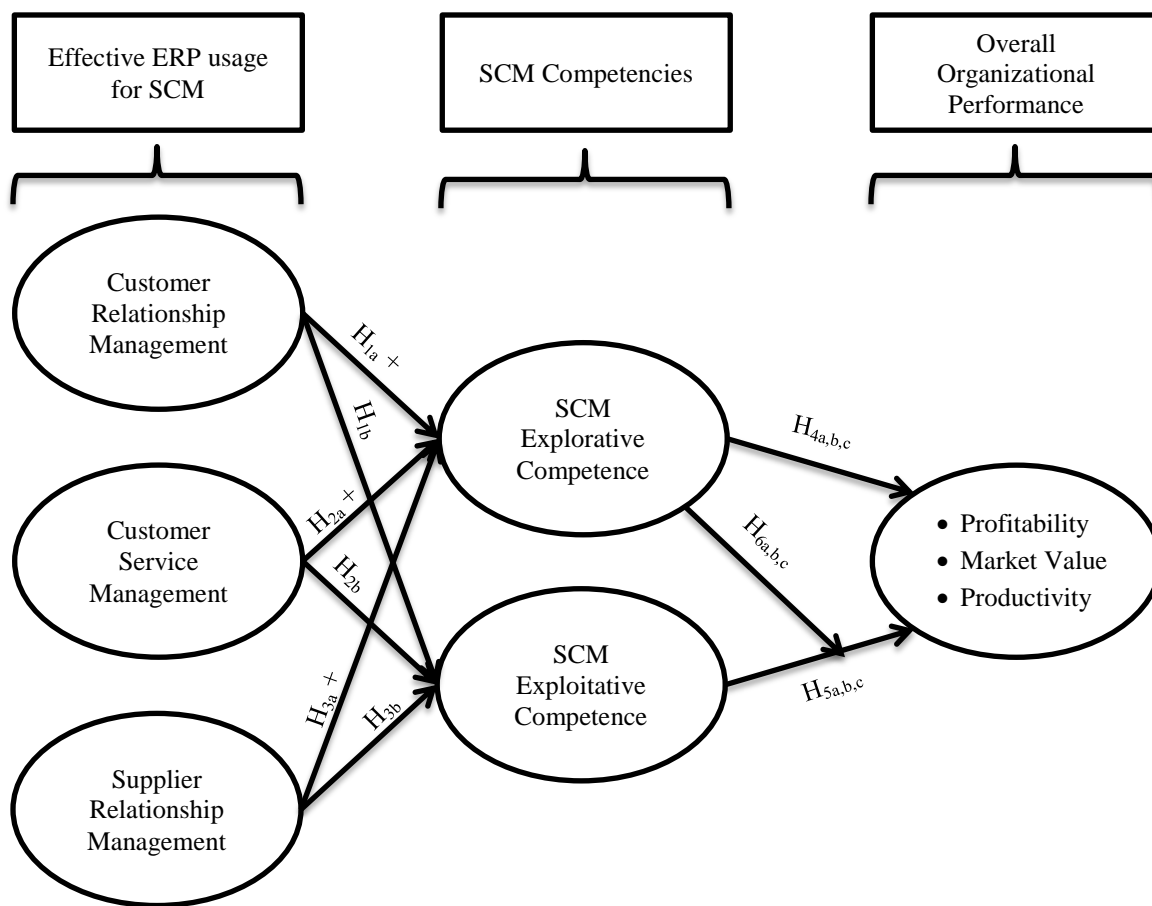 Effective ERP usage
for SCM
SCM Competencies
Overall
Organizational
Performance
Customer
Relationship
Management
H1a +
H1b
SCM
Explorative
Competence
H4a,b,c
Customer
Service
Management
H2a +
H2b
H6a,b,c
• Profitability
• Market Value
• Productivity
SCM
Exploitative
Competence
H5a,b,c
H3a +
H3b
Supplier
Relationship
Management